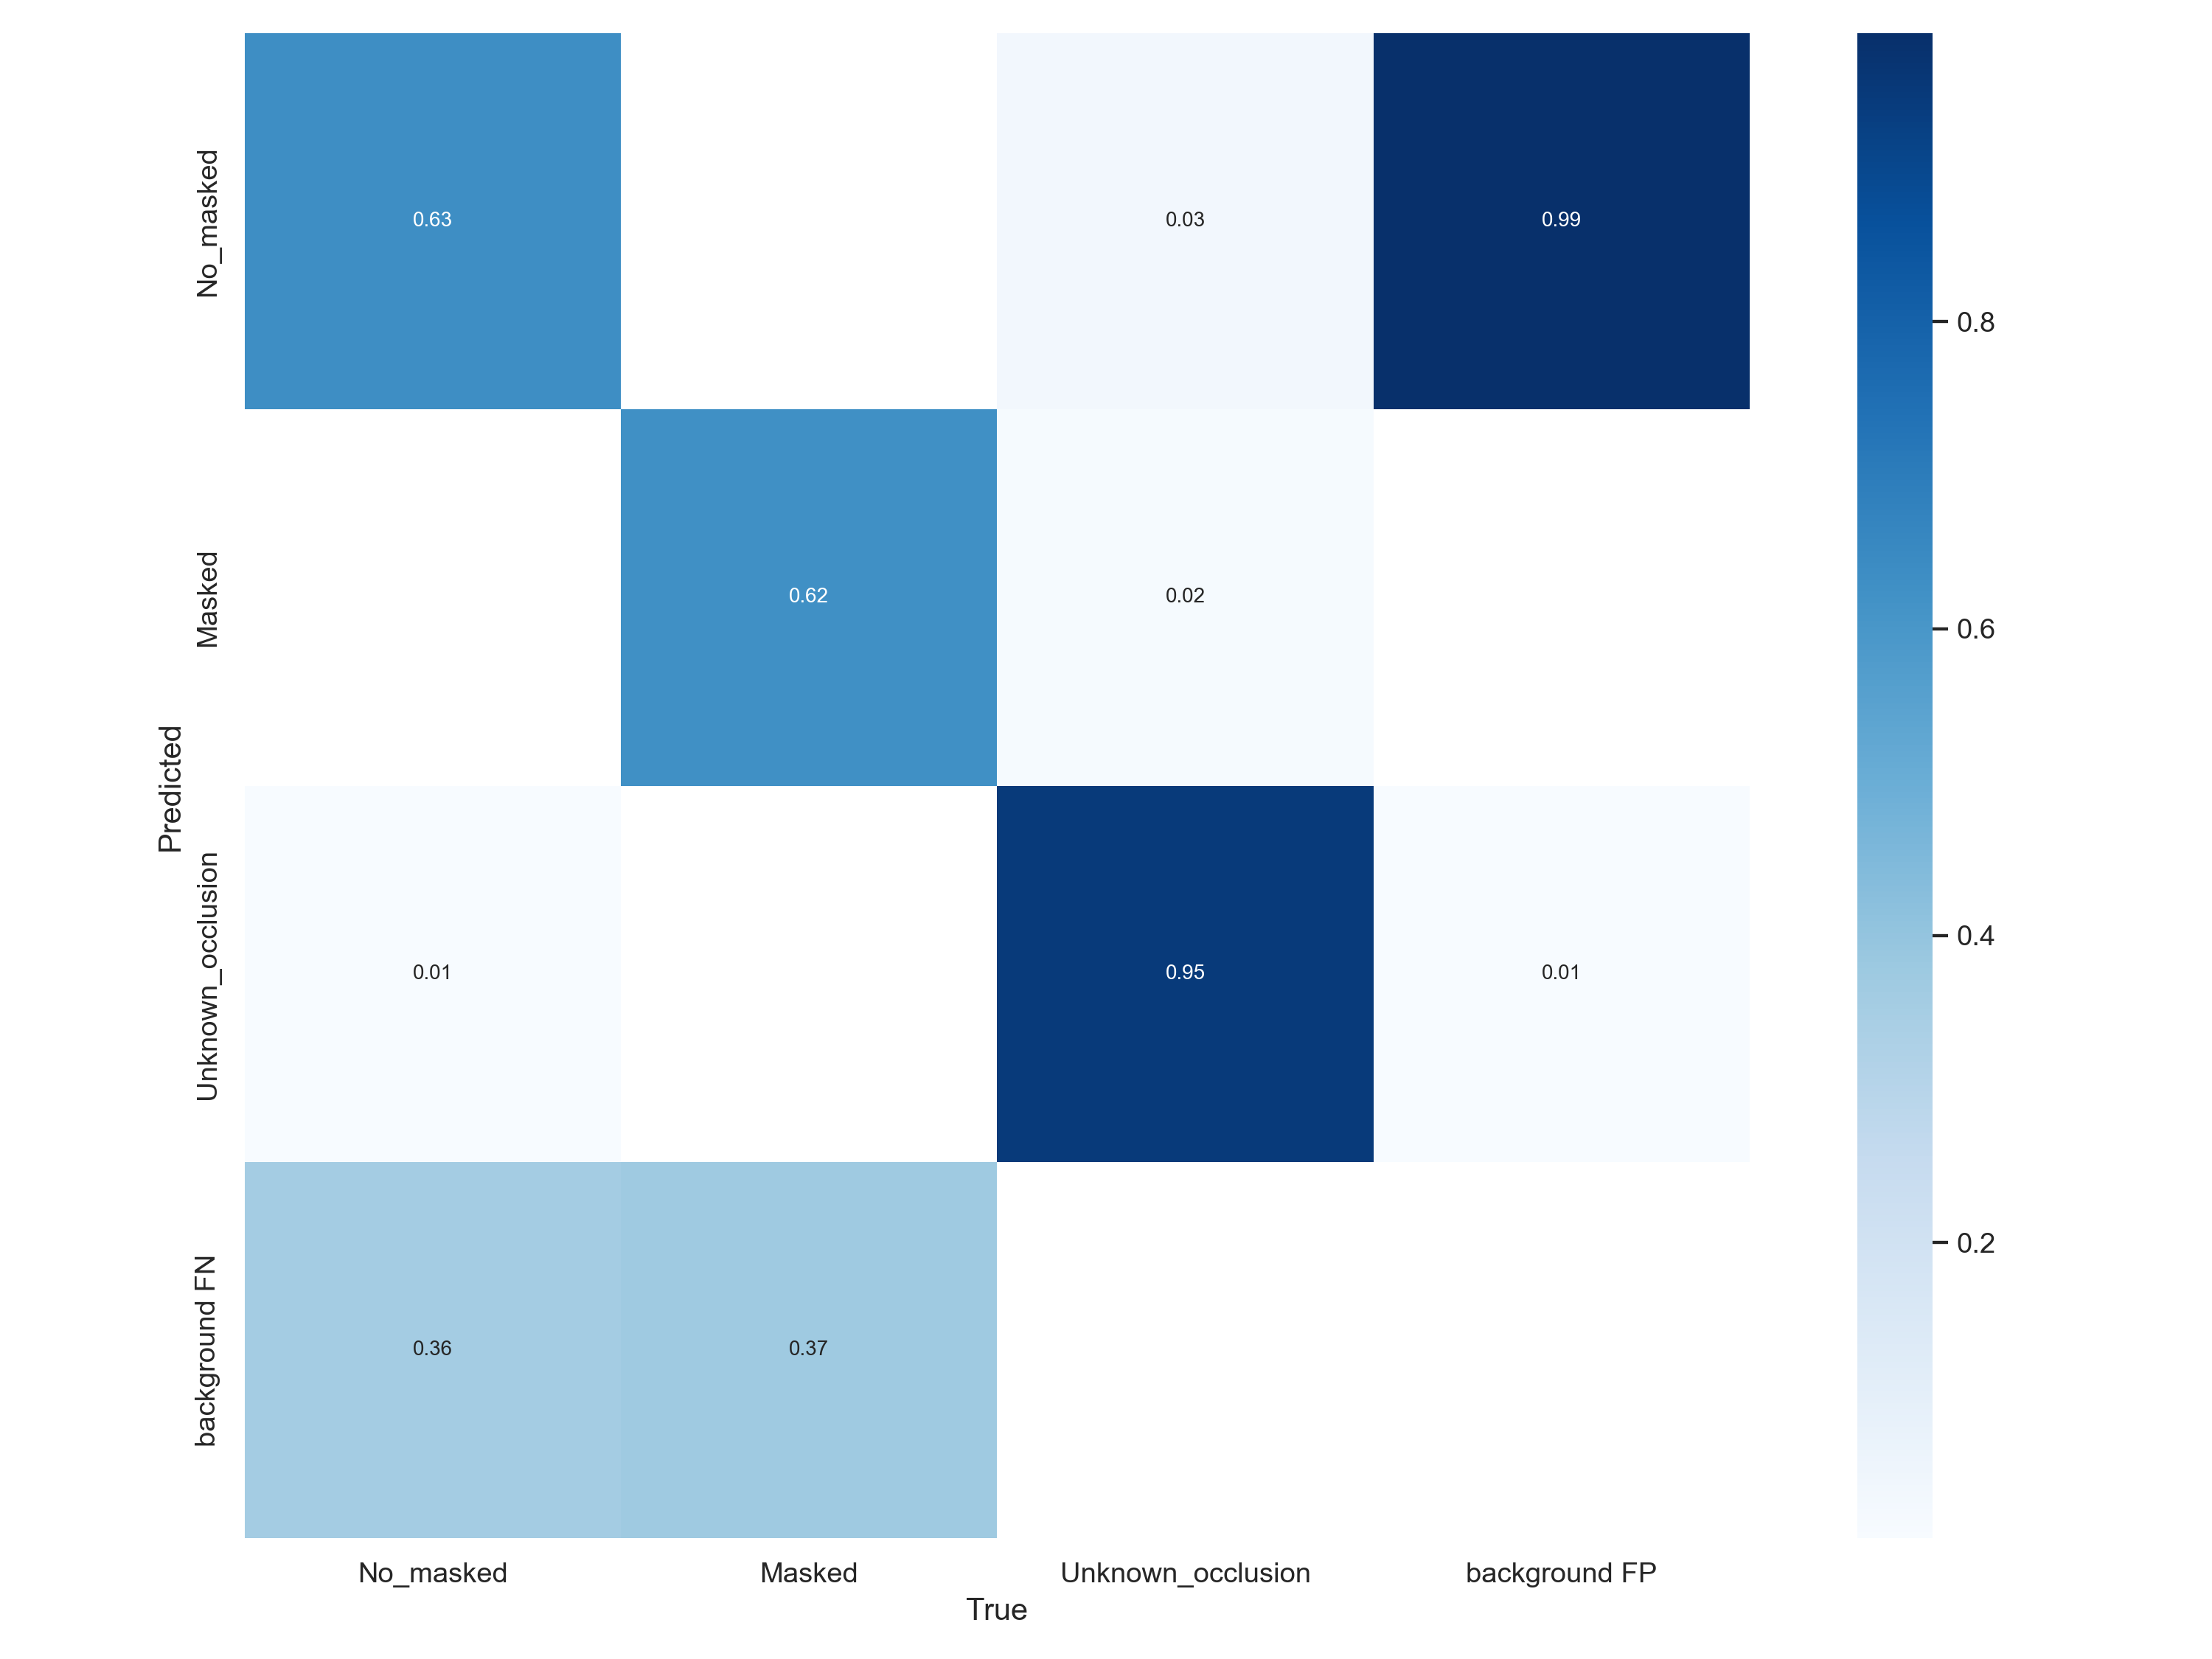 No_masked
0.63
0.03
0.99
Masked
0.62
0.02
Unknown_occlusion
0.01
0.95
0.01
background FN
0.36
0.37
Predicted
No_masked
Masked
Unknown_occlusion
background FP
True
0.8
0.6
0.4
0.2